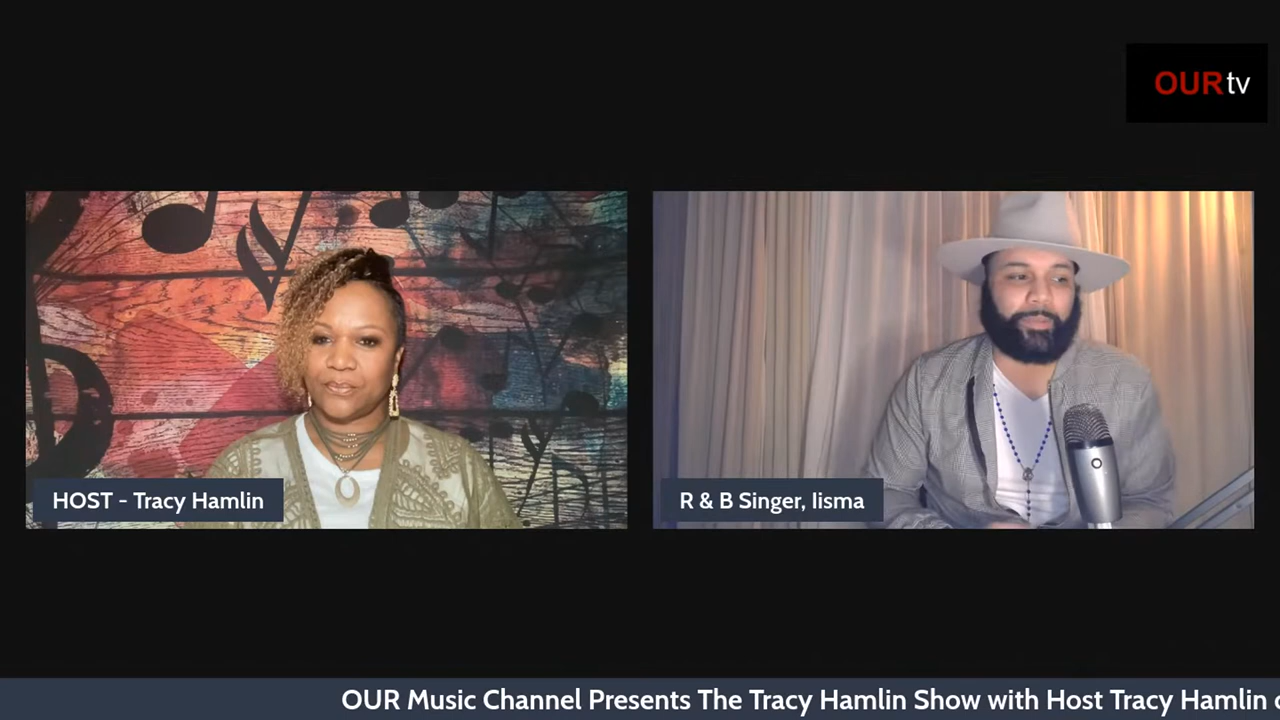 OURtv
HOST - Tracy Hamlin
R & B Singer, Iisma
OUR Music Channel Presents The Tracy Hamlin Show with Host Tracy Hamlin